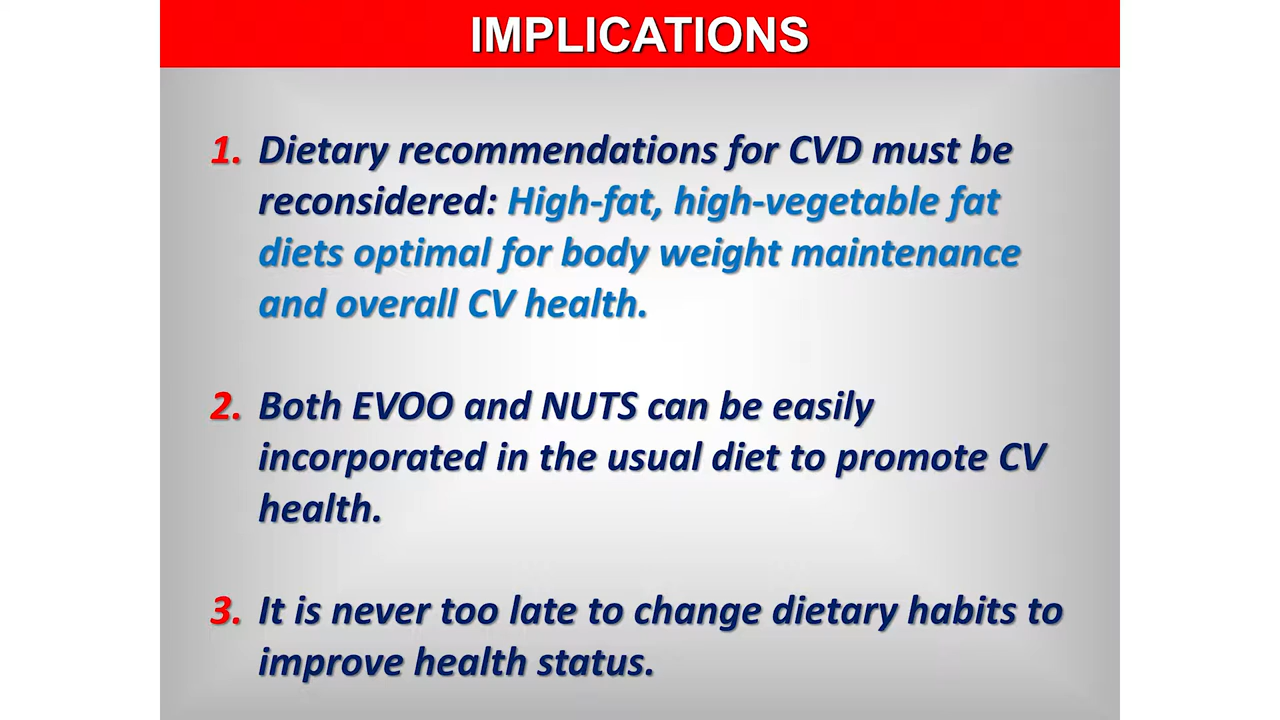 IMPLICATIONS
1. Dietary recommendations for CVD must be
reconsidered: High-fat, high-vegetable fat
diets optimal for body weight maintenance
and overall CV health.
2. Both EVOO and NUTS can be easily
incorporated in the usual diet to promote CV
health.
3. It is never too late to change dietary habits to
improve health status.